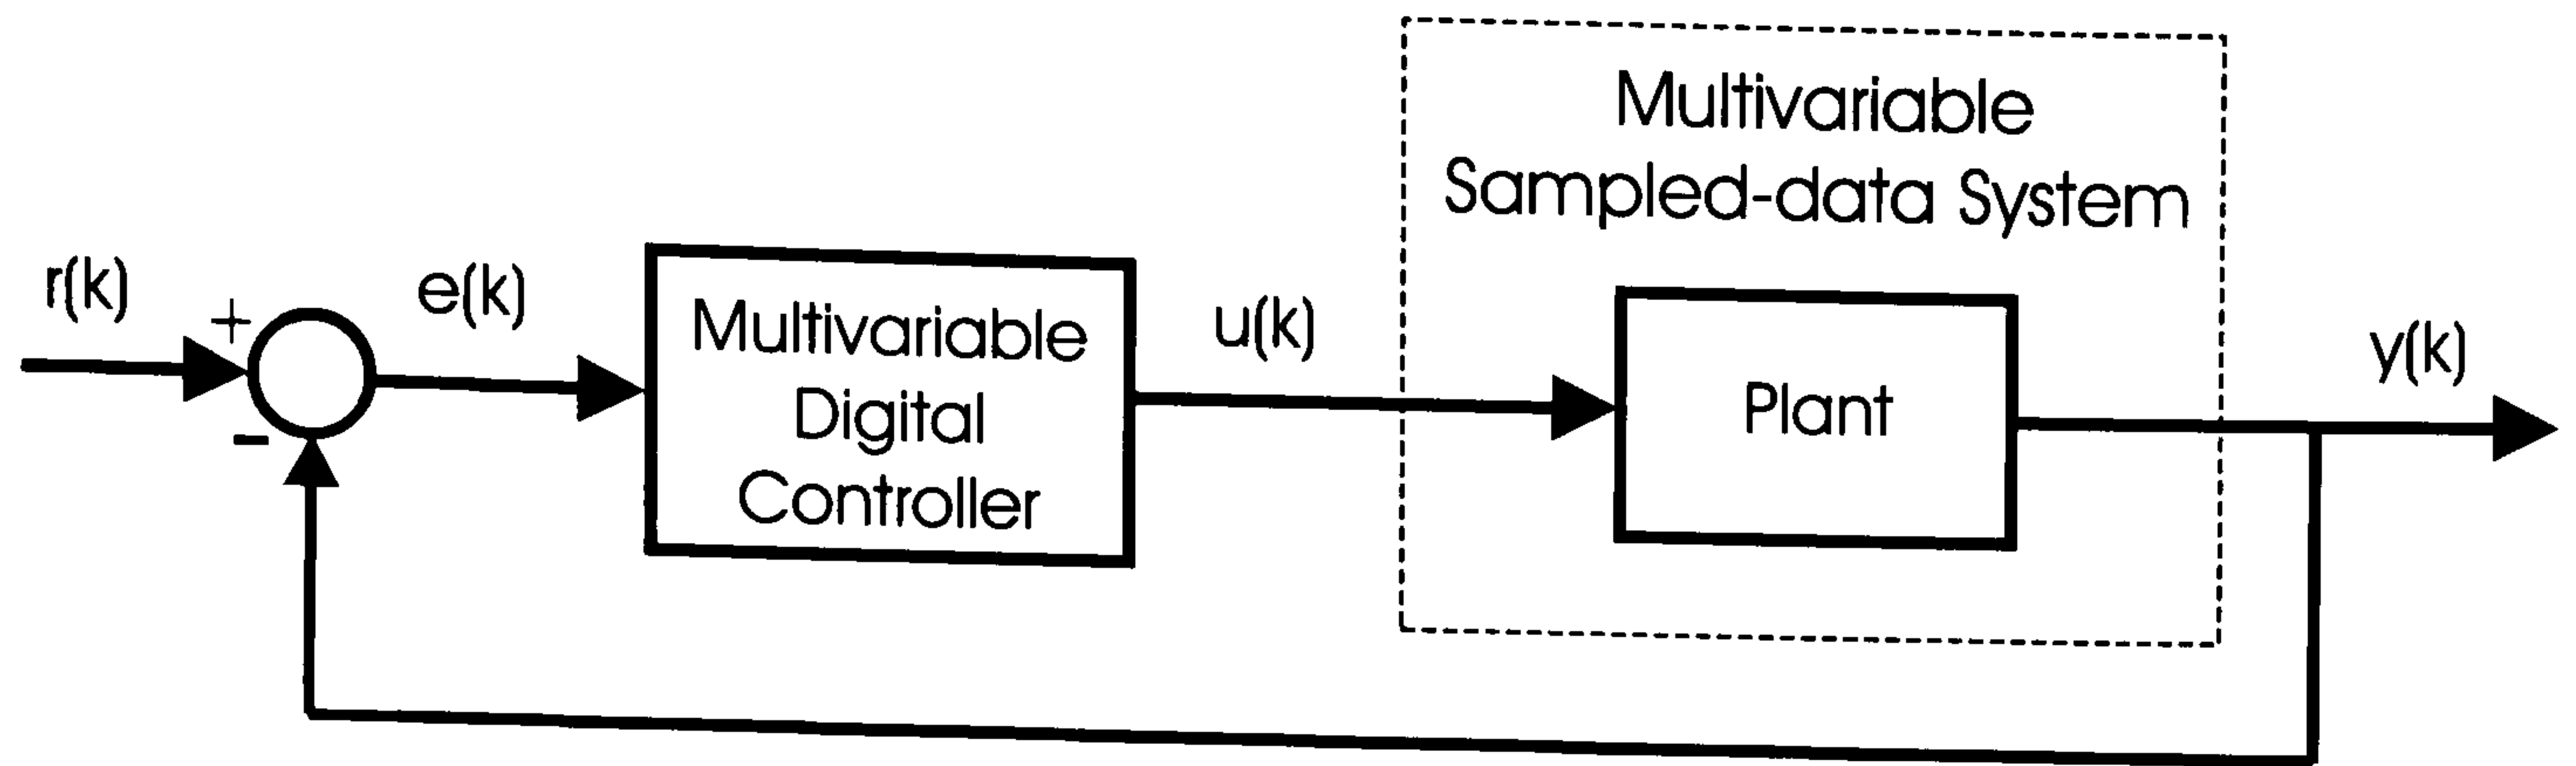 Multivariable
Sampled-data System
r(k)
+
e(k)
-
Multivariable
Digital
Controller
u(k)
Plant
y(k)